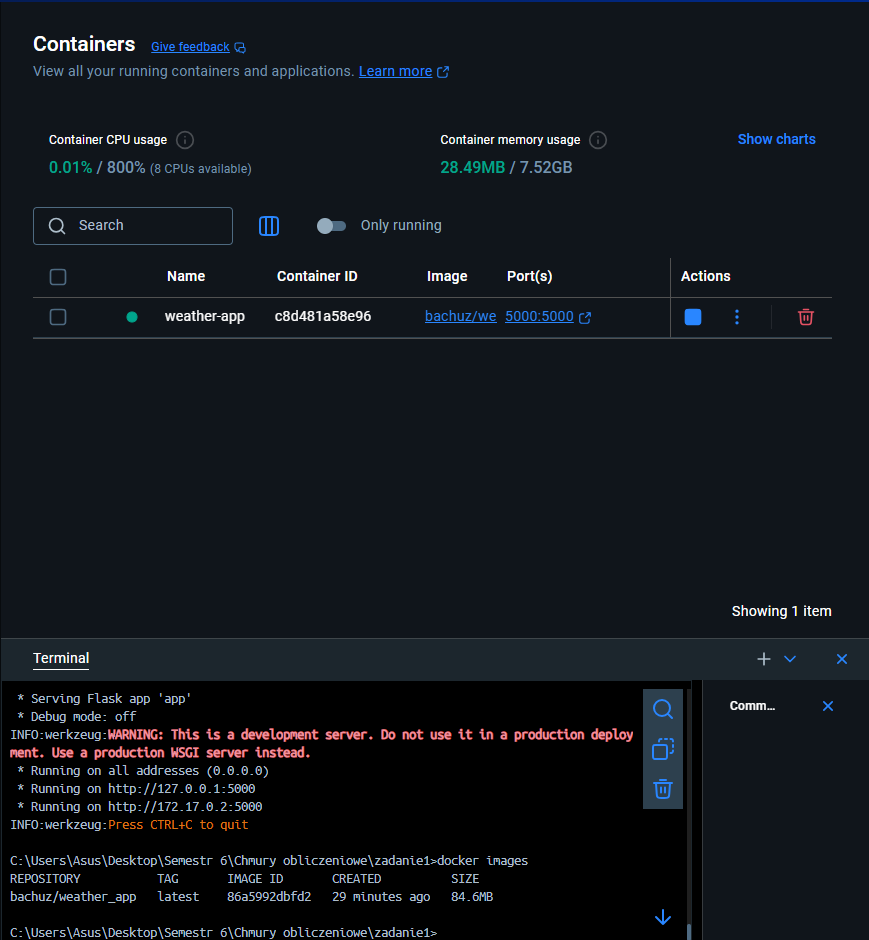 Containers Give feedback
View all your running containers and applications. Learn more
Container CPU usage
0.01% / 800% (8 CPUs available)
Container memory usage
28.49MB / 7.52GB
Show charts
Search
Only running
Name Container ID Image Port(s) Actions
weather-app c8d481a58e96 bachuz/we 5000:5000
Showing 1 item
Terminal
Comm...
* Serving Flask app 'app'
* Debug mode: off
INFO:werkzeug:WARNING: This is a development server. Do not use it in a production deploy
ment. Use a production WSGI server instead.
* Running on all addresses (0.0.0.0)
* Running on http://127.0.0.1:5000
* Running on http://172.17.0.2:5000
INFO:werkzeug:Press CTRL+C to quit
C:\Users\Asus\Desktop\Semestr 6\Chmury obliczeniowe\zadanie1>docker images
REPOSITORY TAG IMAGE ID CREATED SIZE
bachuz/weather_app latest 86a5992dbfd2 29 minutes ago 84.6MB
C:\Users\Asus\Desktop\Semestr 6\Chmury obliczeniowe\zadanie1>